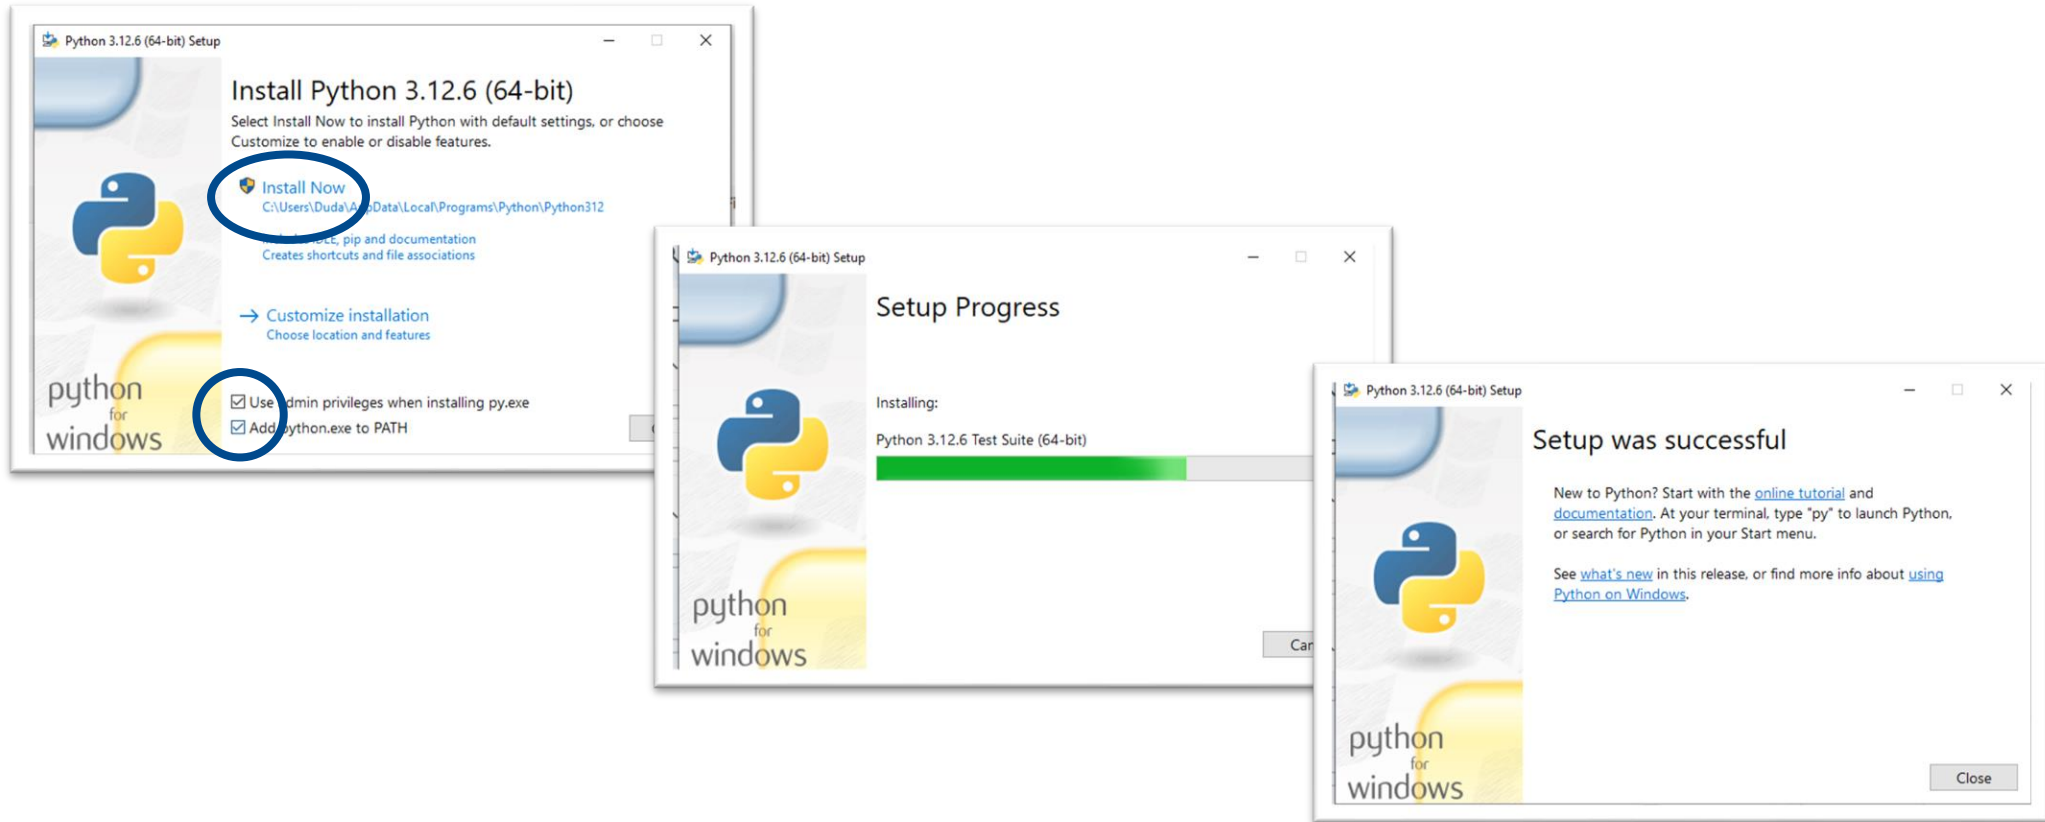 Python 3.12.6 (64-bit) Setup
Install Python 3.12.6 (64-bit)
Select Install Now to install Python with default settings, or choose
Customize to enable or disable features.
Install Now
C:\Users\Duda\AppData\Local\Programs\Python\Python312
IDLE, pip and documentation
Creates shortcuts and file associations
Customize installation
Choose location and features
Use admin privileges when installing py.exe
Add python.exe to PATH
python
for
windows
Python 3.12.6 (64-bit) Setup
Setup Progress
Installing:
Python 3.12.6 Test Suite (64-bit)
Can
python
for
windows
Python 3.12.6 (64-bit) Setup
Setup was successful
New to Python? Start with the online tutorial and
documentation. At your terminal, type "py" to launch Python,
or search for Python in your Start menu.
See what's new in this release, or find more info about using
Python on Windows.
python
for
windows
Close